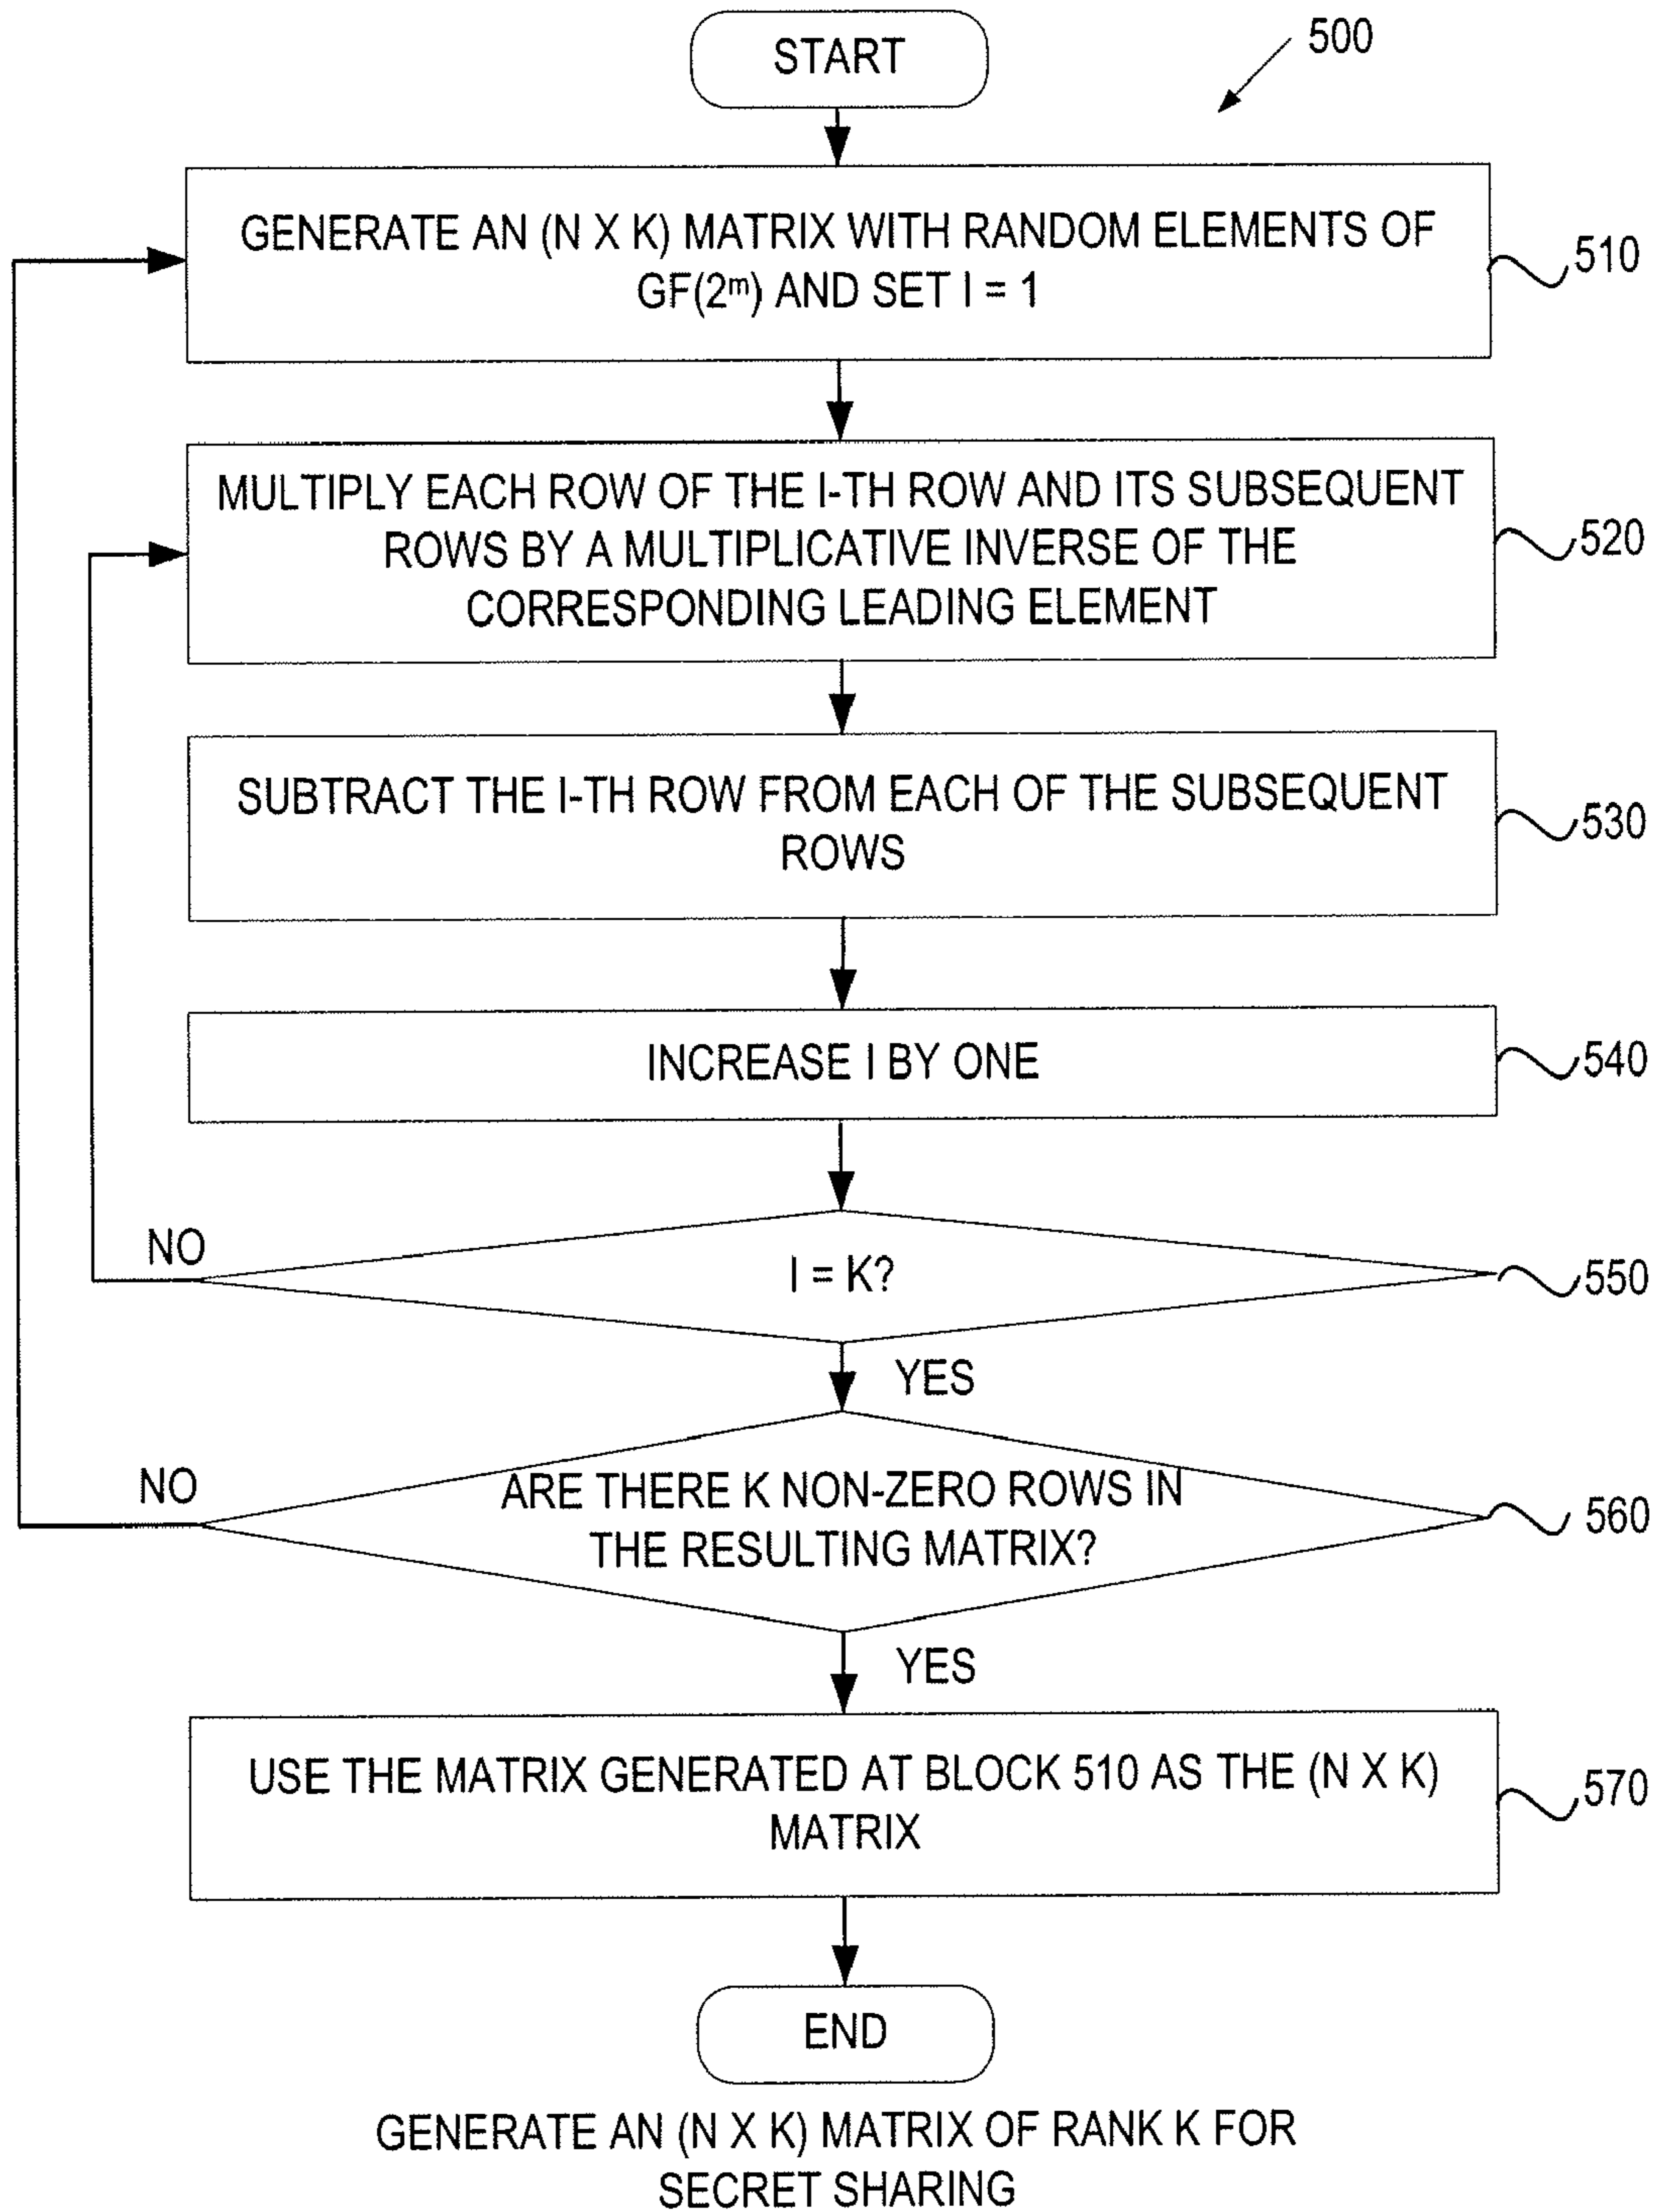 START
500
GENERATE AN (N X K) MATRIX WITH RANDOM ELEMENTS OF
GF(2ᵐ) AND SET I = 1
510
MULTIPLY EACH ROW OF THE I-TH ROW AND ITS SUBSEQUENT
ROWS BY A MULTIPLICATIVE INVERSE OF THE
CORRESPONDING LEADING ELEMENT
520
SUBTRACT THE I-TH ROW FROM EACH OF THE SUBSEQUENT
ROWS
530
INCREASE I BY ONE
540
NO
I = K?
550
YES
NO
ARE THERE K NON-ZERO ROWS IN
THE RESULTING MATRIX?
560
YES
USE THE MATRIX GENERATED AT BLOCK 510 AS THE (N X K)
MATRIX
570
END
GENERATE AN (N X K) MATRIX OF RANK K FOR
SECRET SHARING